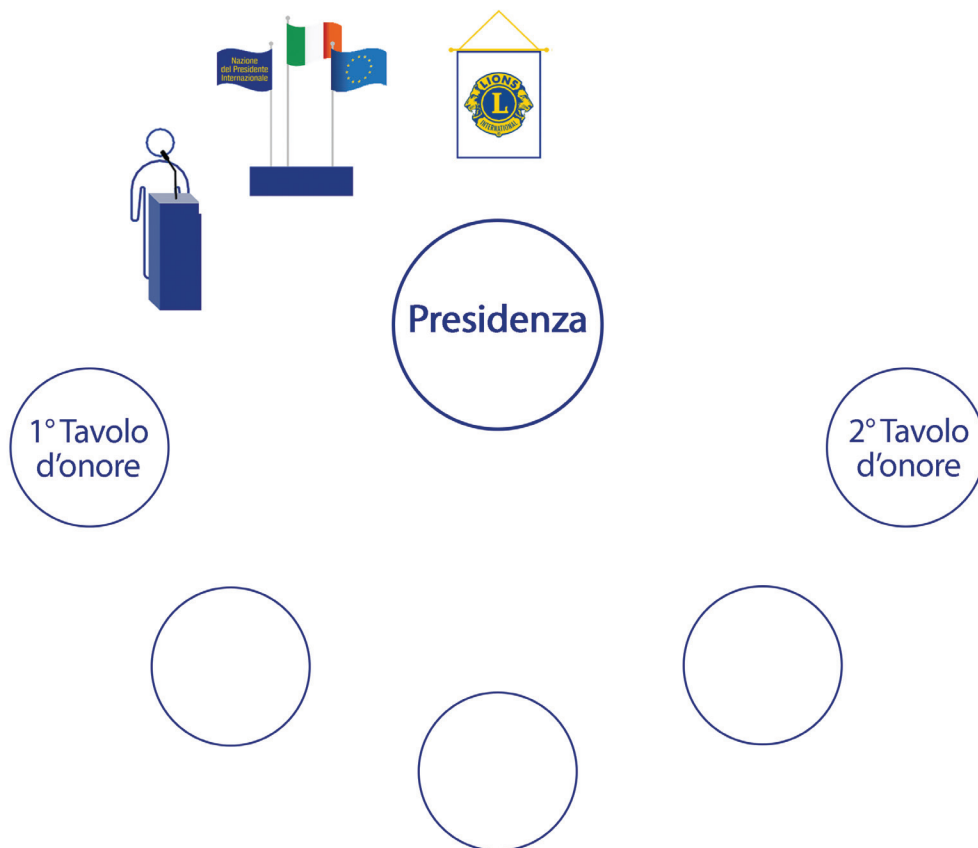 Nazione
del Presidente
Internazionale
LIONS
L
INTERNATIONAL
Presidenza
1° Tavolo
d'onore
2° Tavolo
d'onore